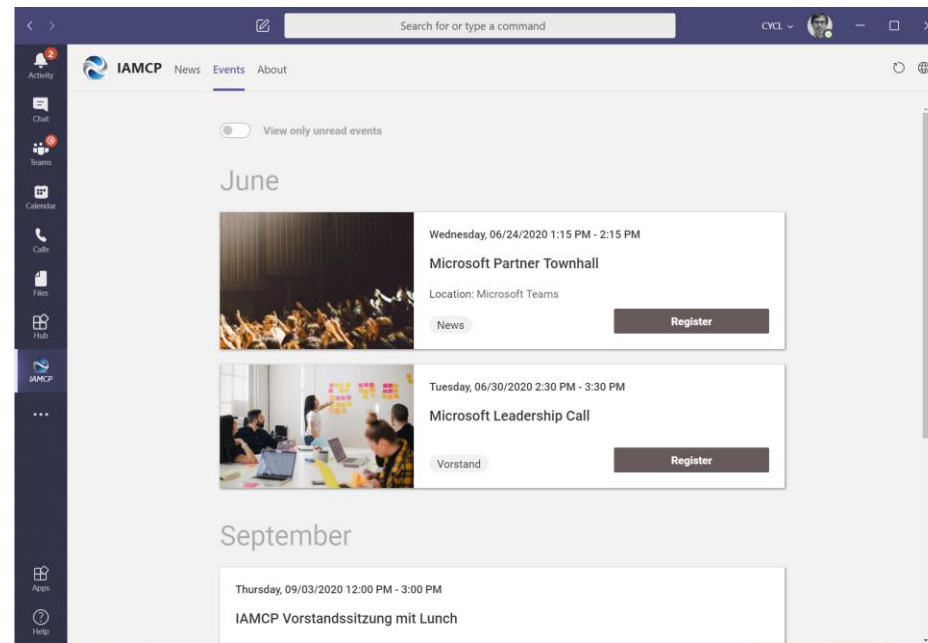 Search for or type a command
CYCL
2
Activity
Chat
Teams
Calendar
Calls
Files
Hub
IAMCP
Apps
Help
IAMCP News Events About
View only unread events
June
Wednesday, 06/24/2020 1:15 PM - 2:15 PM
Microsoft Partner Townhall
Location: Microsoft Teams
News
Register
Tuesday, 06/30/2020 2:30 PM - 3:30 PM
Microsoft Leadership Call
Vorstand
Register
September
Thursday, 09/03/2020 12:00 PM - 3:00 PM
IAMCP Vorstandssitzung mit Lunch